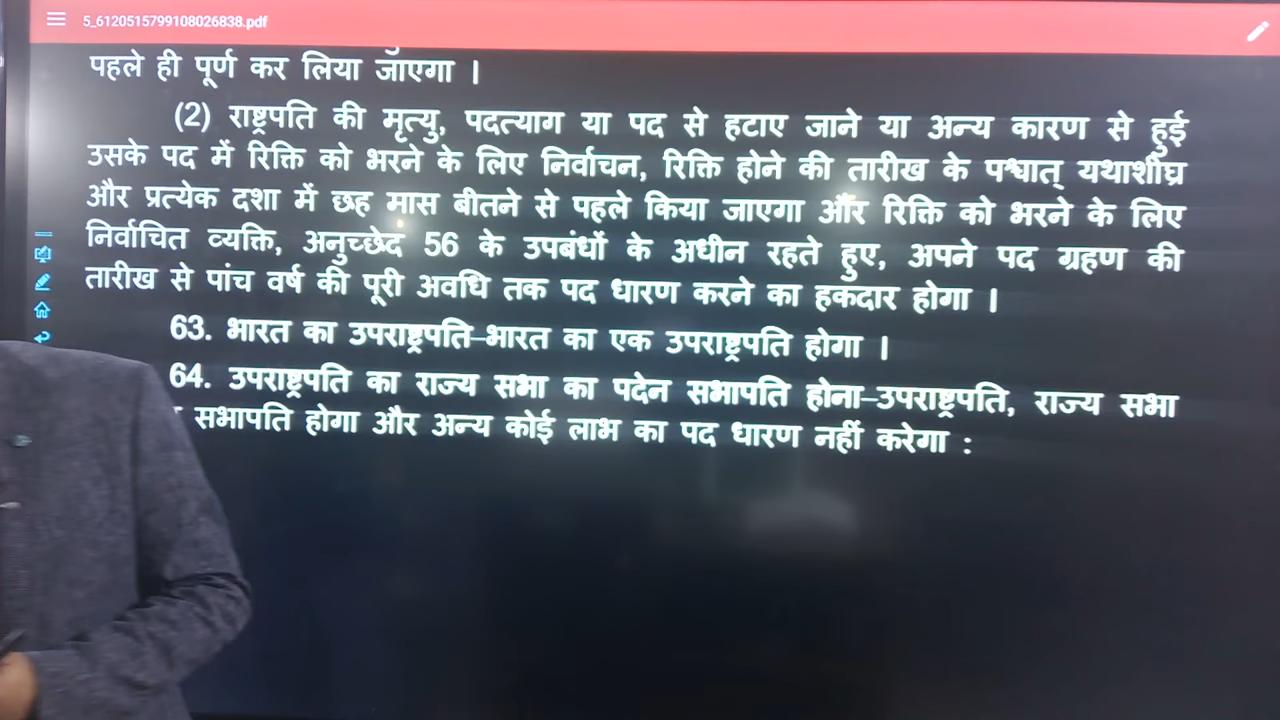 5_6120515799108026838.pdf
पहले ही पूर्ण कर लिया जाएगा ।
(2) राष्ट्रपति की मृत्यु, पदत्याग या पद से हटाए जाने या अन्य कारण से हुई
उसके पद में रिक्ति को भरने के लिए निर्वाचन, रिक्ति होने की तारीख के पश्चात् यथाशीघ्र
और प्रत्येक दशा में छह मास बीतने से पहले किया जाएगा और रिक्ति को भरने के लिए
निर्वाचित व्यक्ति, अनुच्छेद 56 के उपबंधों के अधीन रहते हुए, अपने पद ग्रहण की
तारीख से पांच वर्ष की पूरी अवधि तक पद धारण करने का हकदार होगा ।
63. भारत का उपराष्ट्रपति–भारत का एक उपराष्ट्रपति होगा ।
64. उपराष्ट्रपति का राज्य सभा का पदेन सभापति होना–उपराष्ट्रपति, राज्य सभा
सभापति होगा और अन्य कोई लाभ का पद धारण नहीं करेगा :